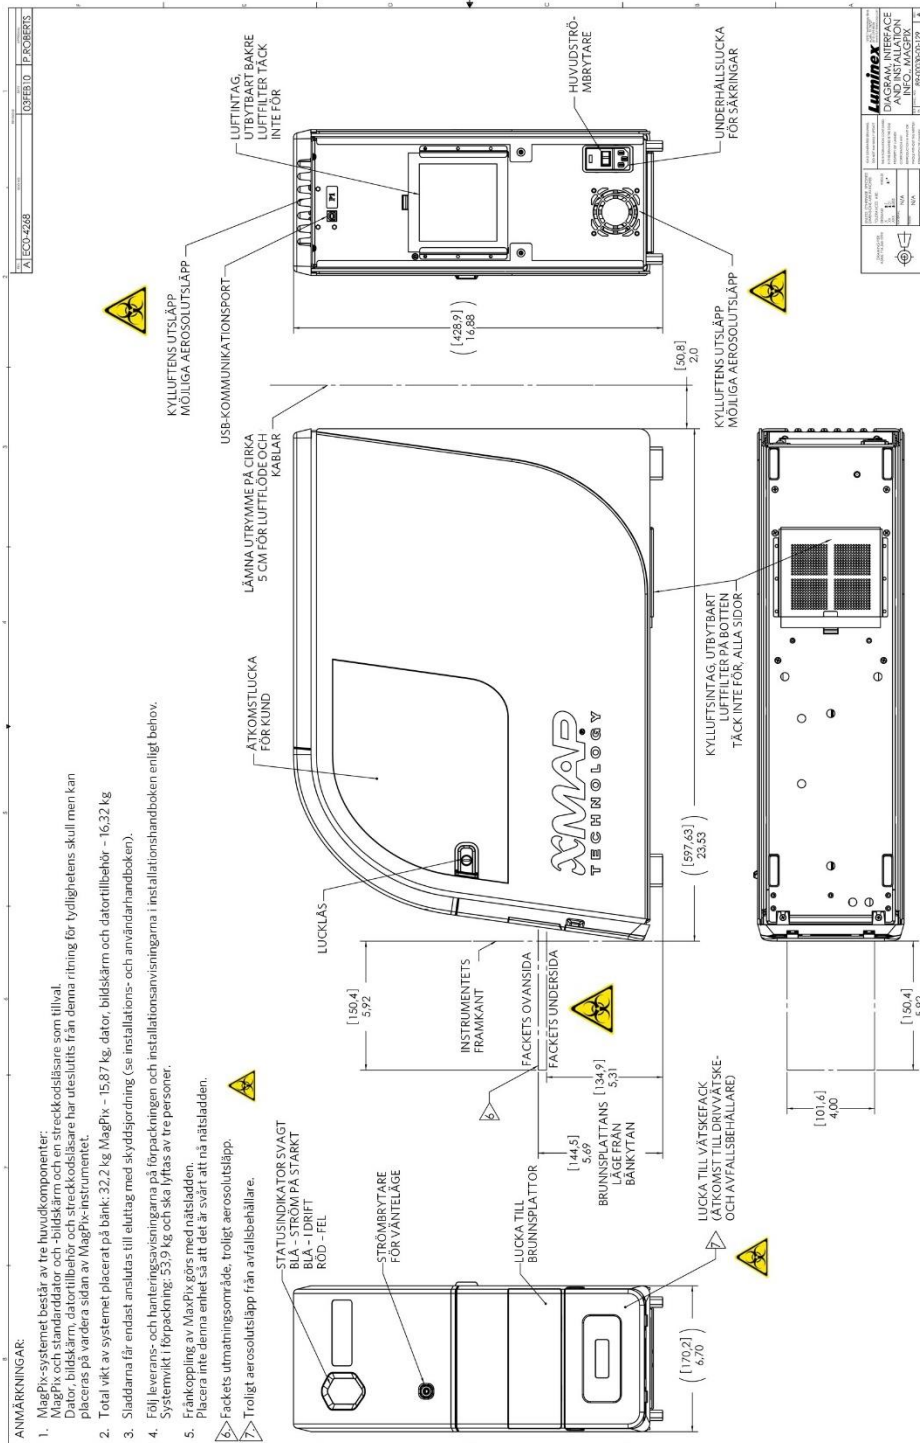 ANMÄRKNINGAR:
1. MagPix-systemet består av tre huvudkomponenter:
MagPix och standarddator och -bildskärm och en streckkodsläsare som tillval.
Dator, bildskärm, datortillbehör och streckkodsläsare har uteslutits från denna ritning för tydlighetens skull men kan
placeras på vardera sidan av MagPix-instrumentet.
2. Total vikt av systemet placerat på bänk: 32,2 kg MagPix – 15,87 kg, dator, bildskärm och datortillbehör – 16,32 kg
3. Sladdarna får endast anslutas till eluttag med skyddsjordning (se installations- och användarhandboken).
4. Följ leverans- och hanteringsavisningarna på förpackningen och installationsanvisningarna i installationshandboken enligt behov.
Systemvikt i förpackning: 53,9 kg och ska lyftas av tre personer.
5. Frånkoppling av MaxPix görs med nätsladden.
Placera inte denna enhet så att det är svårt att nå nätsladden.
6. Fackets utmatningsområde, troligt aerosolutsläpp.
7. Troligt aerosolutsläpp från avfallsbehållare.
A ECO-4268 03FEB10 P.ROBERTS
STATUSINDIKATOR SVAGT
BLÅ – STRÖM PÅ STARKT
BLÅ – I DRIFT
RÖD – FEL
STRÖMBRYTARE
FÖR VÄNTELÄGE
LUCKA TILL
BRUNNSPLATTOR
LUCKA TILL VÄTSKEFACK
(ÅTKOMST TILL DRIVVÄTSKE-
OCH AVFALLSBEHÅLLARE)
7
[170,2]
6,70
6
[150,4]
5,92
INSTRUMENTETS
FRAMKANT
FACKETS OVANSIDA
FACKETS UNDERSIDA
[144,5]
5,69
[134,9]
5,31
BRUNNSPLATTANS
LÄGE FRÅN
BÄNKYTAN
LUCKLÅS
ÅTKOMSTLUCKA
FÖR KUND
XMAP
TECHNOLOGY
[597,63]
23,53
LÄMNA UTRYMME PÅ CIRKA
5 CM FÖR LUFTFLÖDE OCH
KABLAR
[50,8]
2,0
KYLLUFTSINTAG, UTBYTBART
LUFTFILTER PÅ BOTTEN
TÄCK INTE FÖR, ALLA SIDOR
[101,6]
4,00
[150,4]
5,92
KYLLUFTENS UTSLÄPP
MÖJLIGA AEROSOLUTSLÄPP
USB-KOMMUNIKATIONSPORT
P1
LUFTINTAG,
UTBYTBART BAKRE
LUFTFILTER TÄCK
INTE FÖR
HUVUDSTRÖ-
MBRYTARE
UNDERHÅLLSLUCKA
FÖR SÄKRINGAR
[428,9]
16,88
KYLLUFTENS UTSLÄPP
MÖJLIGA AEROSOLUTSLÄPP
Luminex
DIAGRAM, INTERFACE
AND INSTALLATION
INFO., MAGPIX
89-00030-00-129
N/A
N/A